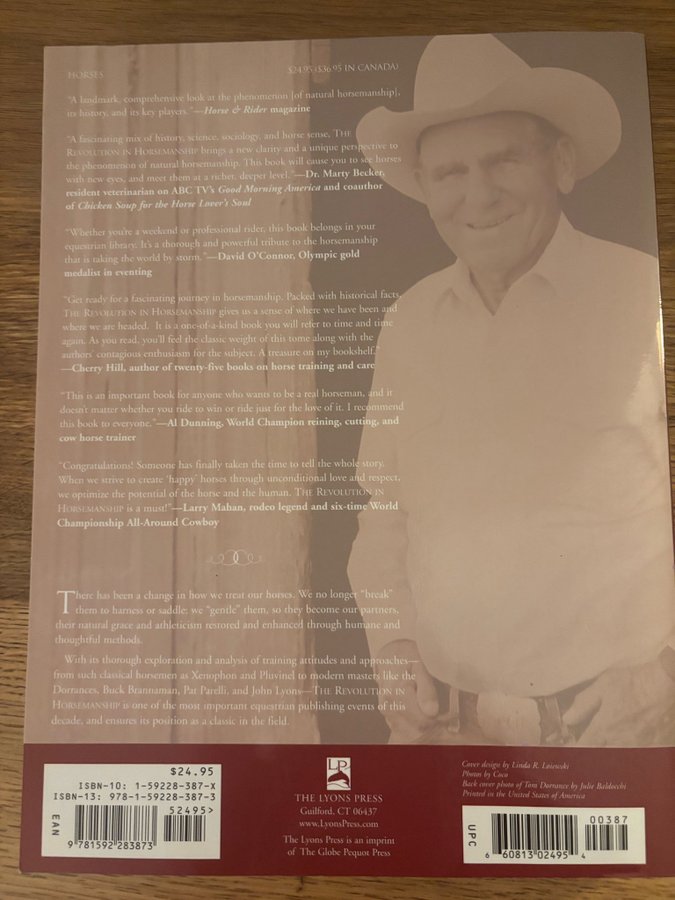 HORSES
$24.95 ($36.95 IN CANADA)
"A landmark, comprehensive look at the phenomenon [of natural horsemanship],
its history, and its key players."—Horse & Rider magazine
"A fascinating mix of history, science, sociology, and horse sense, THE
REVOLUTION IN HORSEMANSHIP brings a new clarity and a unique perspective to
the phenomenon of natural horsemanship. This book will cause you to see horses
with new eyes, and meet them at a richer, deeper level."—Dr. Marty Becker,
resident veterinarian on ABC TV's Good Morning America and coauthor
of Chicken Soup for the Horse Lover's Soul
"Whether you're a weekend or professional rider, this book belongs in your
equestrian library. It's a thorough and powerful tribute to the horsemanship
that is taking the world by storm."—David O'Connor, Olympic gold
medalist in eventing
"Get ready for a fascinating journey in horsemanship. Packed with historical facts,
THE REVOLUTION IN HORSEMANSHIP gives us a sense of where we have been and
where we are headed. It is a one-of-a-kind book you will refer to time and time
again. As you read, you'll feel the classic weight of this tome along with the
authors' contagious enthusiasm for the subject. A treasure on my bookshelf."
—Cherry Hill, author of twenty-five books on horse training and care
"This is an important book for anyone who wants to be a real horseman, and it
doesn't matter whether you ride to win or ride just for the love of it. I recommend
this book to everyone."—Al Dunning, World Champion reining, cutting, and
cow horse trainer
"Congratulations! Someone has finally taken the time to tell the whole story.
When we strive to create 'happy' horses through unconditional love and respect,
we optimize the potential of the horse and the human. THE REVOLUTION IN
HORSEMANSHIP is a must!"—Larry Mahan, rodeo legend and six-time World
Championship All-Around Cowboy
There has been a change in how we treat our horses. We no longer "break"
them to harness or saddle; we "gentle" them, so they become our partners,
their natural grace and athleticism restored and enhanced through humane and
thoughtful methods.
With its thorough exploration and analysis of training attitudes and approaches—
from such classical horsemen as Xenophon and Pluvinel to modern masters like the
Dorrances, Buck Brannaman, Pat Parelli, and John Lyons—THE REVOLUTION IN
HORSEMANSHIP is one of the most important equestrian publishing events of this
decade, and ensures its position as a classic in the field.
$24.95
ISBN-10: 1-59228-387-X
ISBN-13: 978-1-59228-387-3
52495>
EAN
9 781592 283873
LP
THE LYONS PRESS
Guilford, CT 06437
www.LyonsPress.com
The Lyons Press is an imprint
of The Globe Pequot Press
Cover design by Linda R. Loiewski
Photos by Coco
Back cover photo of Tom Dorrance by Julie Baldocchi
Printed in the United States of America
00387
UPC
6 60813 02495 4